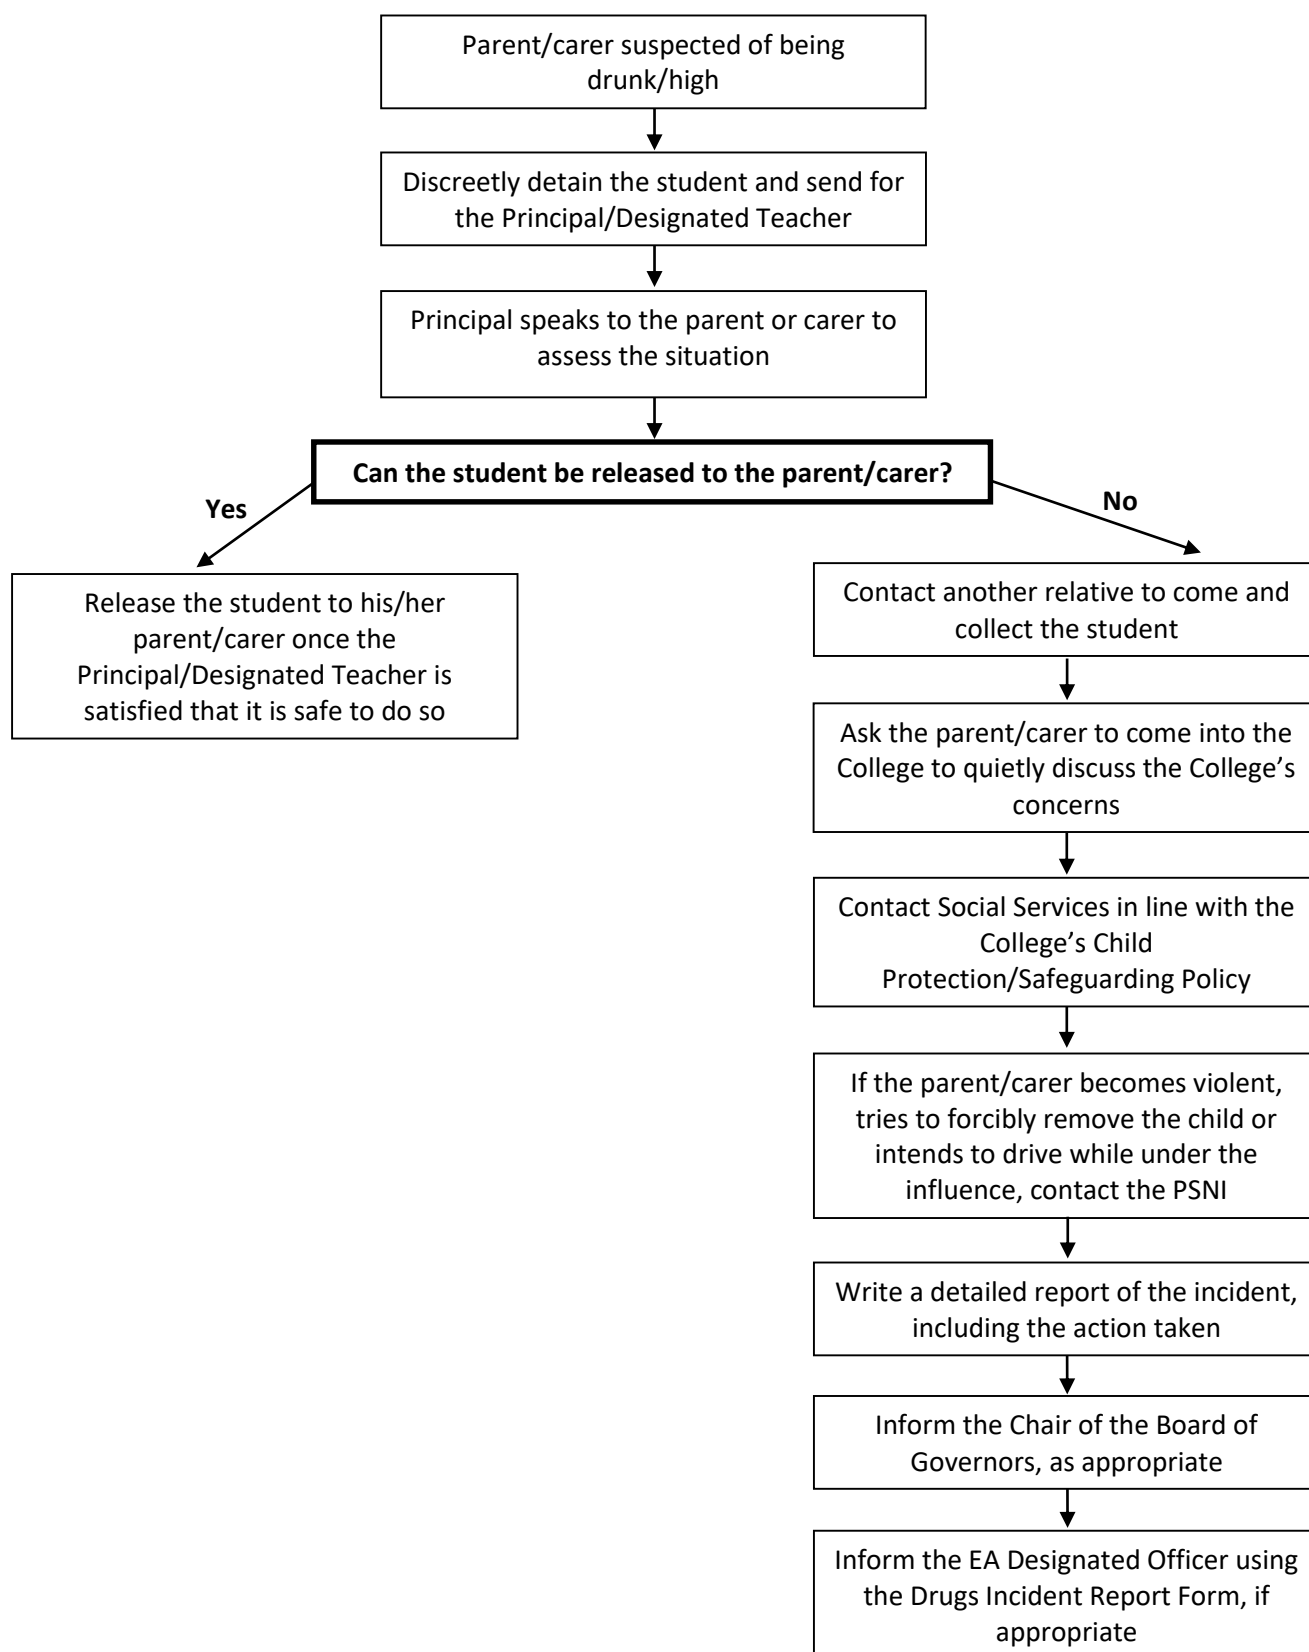 Parent/carer suspected of being
drunk/high
Discreetly detain the student and send for
the Principal/Designated Teacher
Principal speaks to the parent or carer to
assess the situation
Can the student be released to the parent/carer?
Yes
No
Release the student to his/her
parent/carer once the
Principal/Designated Teacher is
satisfied that it is safe to do so
Contact another relative to come and
collect the student
Ask the parent/carer to come into the
College to quietly discuss the College’s
concerns
Contact Social Services in line with the
College’s Child
Protection/Safeguarding Policy
If the parent/carer becomes violent,
tries to forcibly remove the child or
intends to drive while under the
influence, contact the PSNI
Write a detailed report of the incident,
including the action taken
Inform the Chair of the Board of
Governors, as appropriate
Inform the EA Designated Officer using
the Drugs Incident Report Form, if
appropriate